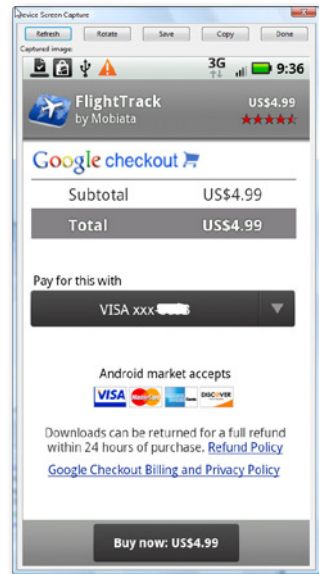 Device Screen Capture
Refresh Rotate Save Copy Done
Captured image:
3G 9:36
FlightTrack US$4.99
by Mobiata
Google checkout
Subtotal US$4.99
Total US$4.99
Pay for this with
VISA xxx-
Android market accepts
VISA MasterCard DISCOVER
Downloads can be returned for a full refund
within 24 hours of purchase. Refund Policy
Google Checkout Billing and Privacy Policy
Buy now: US$4.99